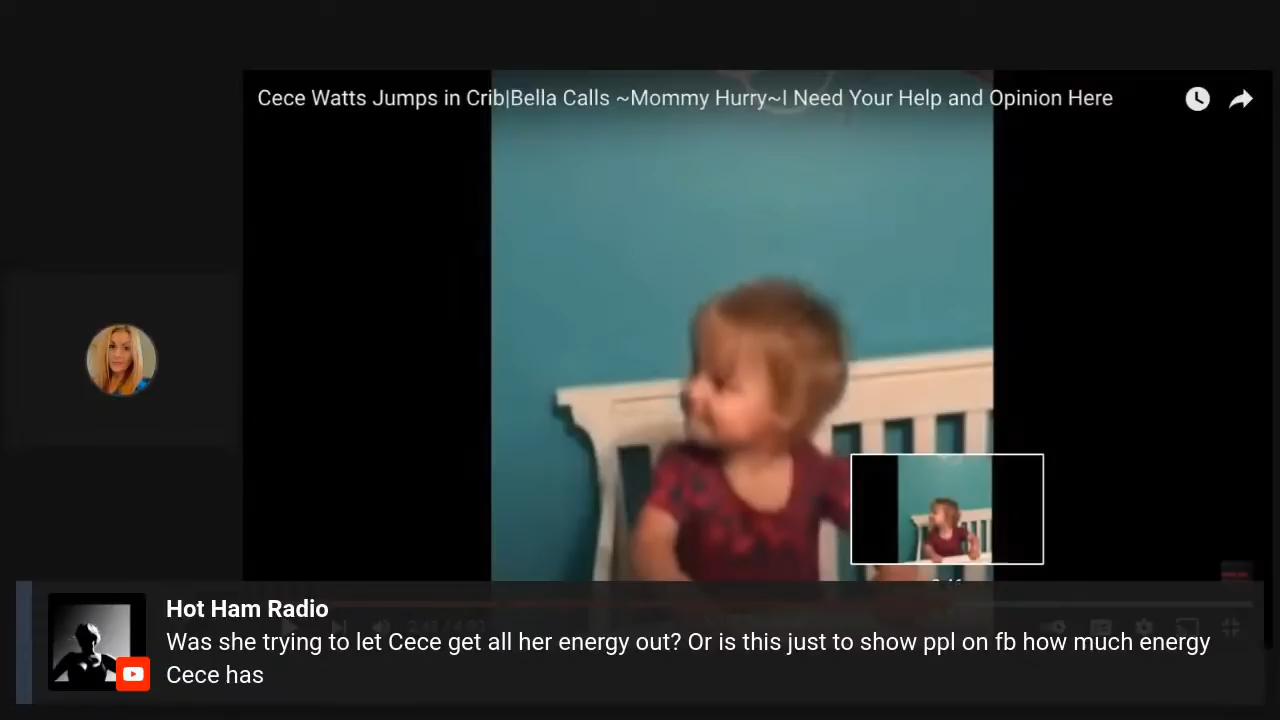 Cece Watts Jumps in Crib|Bella Calls ~Mommy Hurry~I Need Your Help and Opinion Here
Hot Ham Radio
Was she trying to let Cece get all her energy out? Or is this just to show ppl on fb how much energy
Cece has